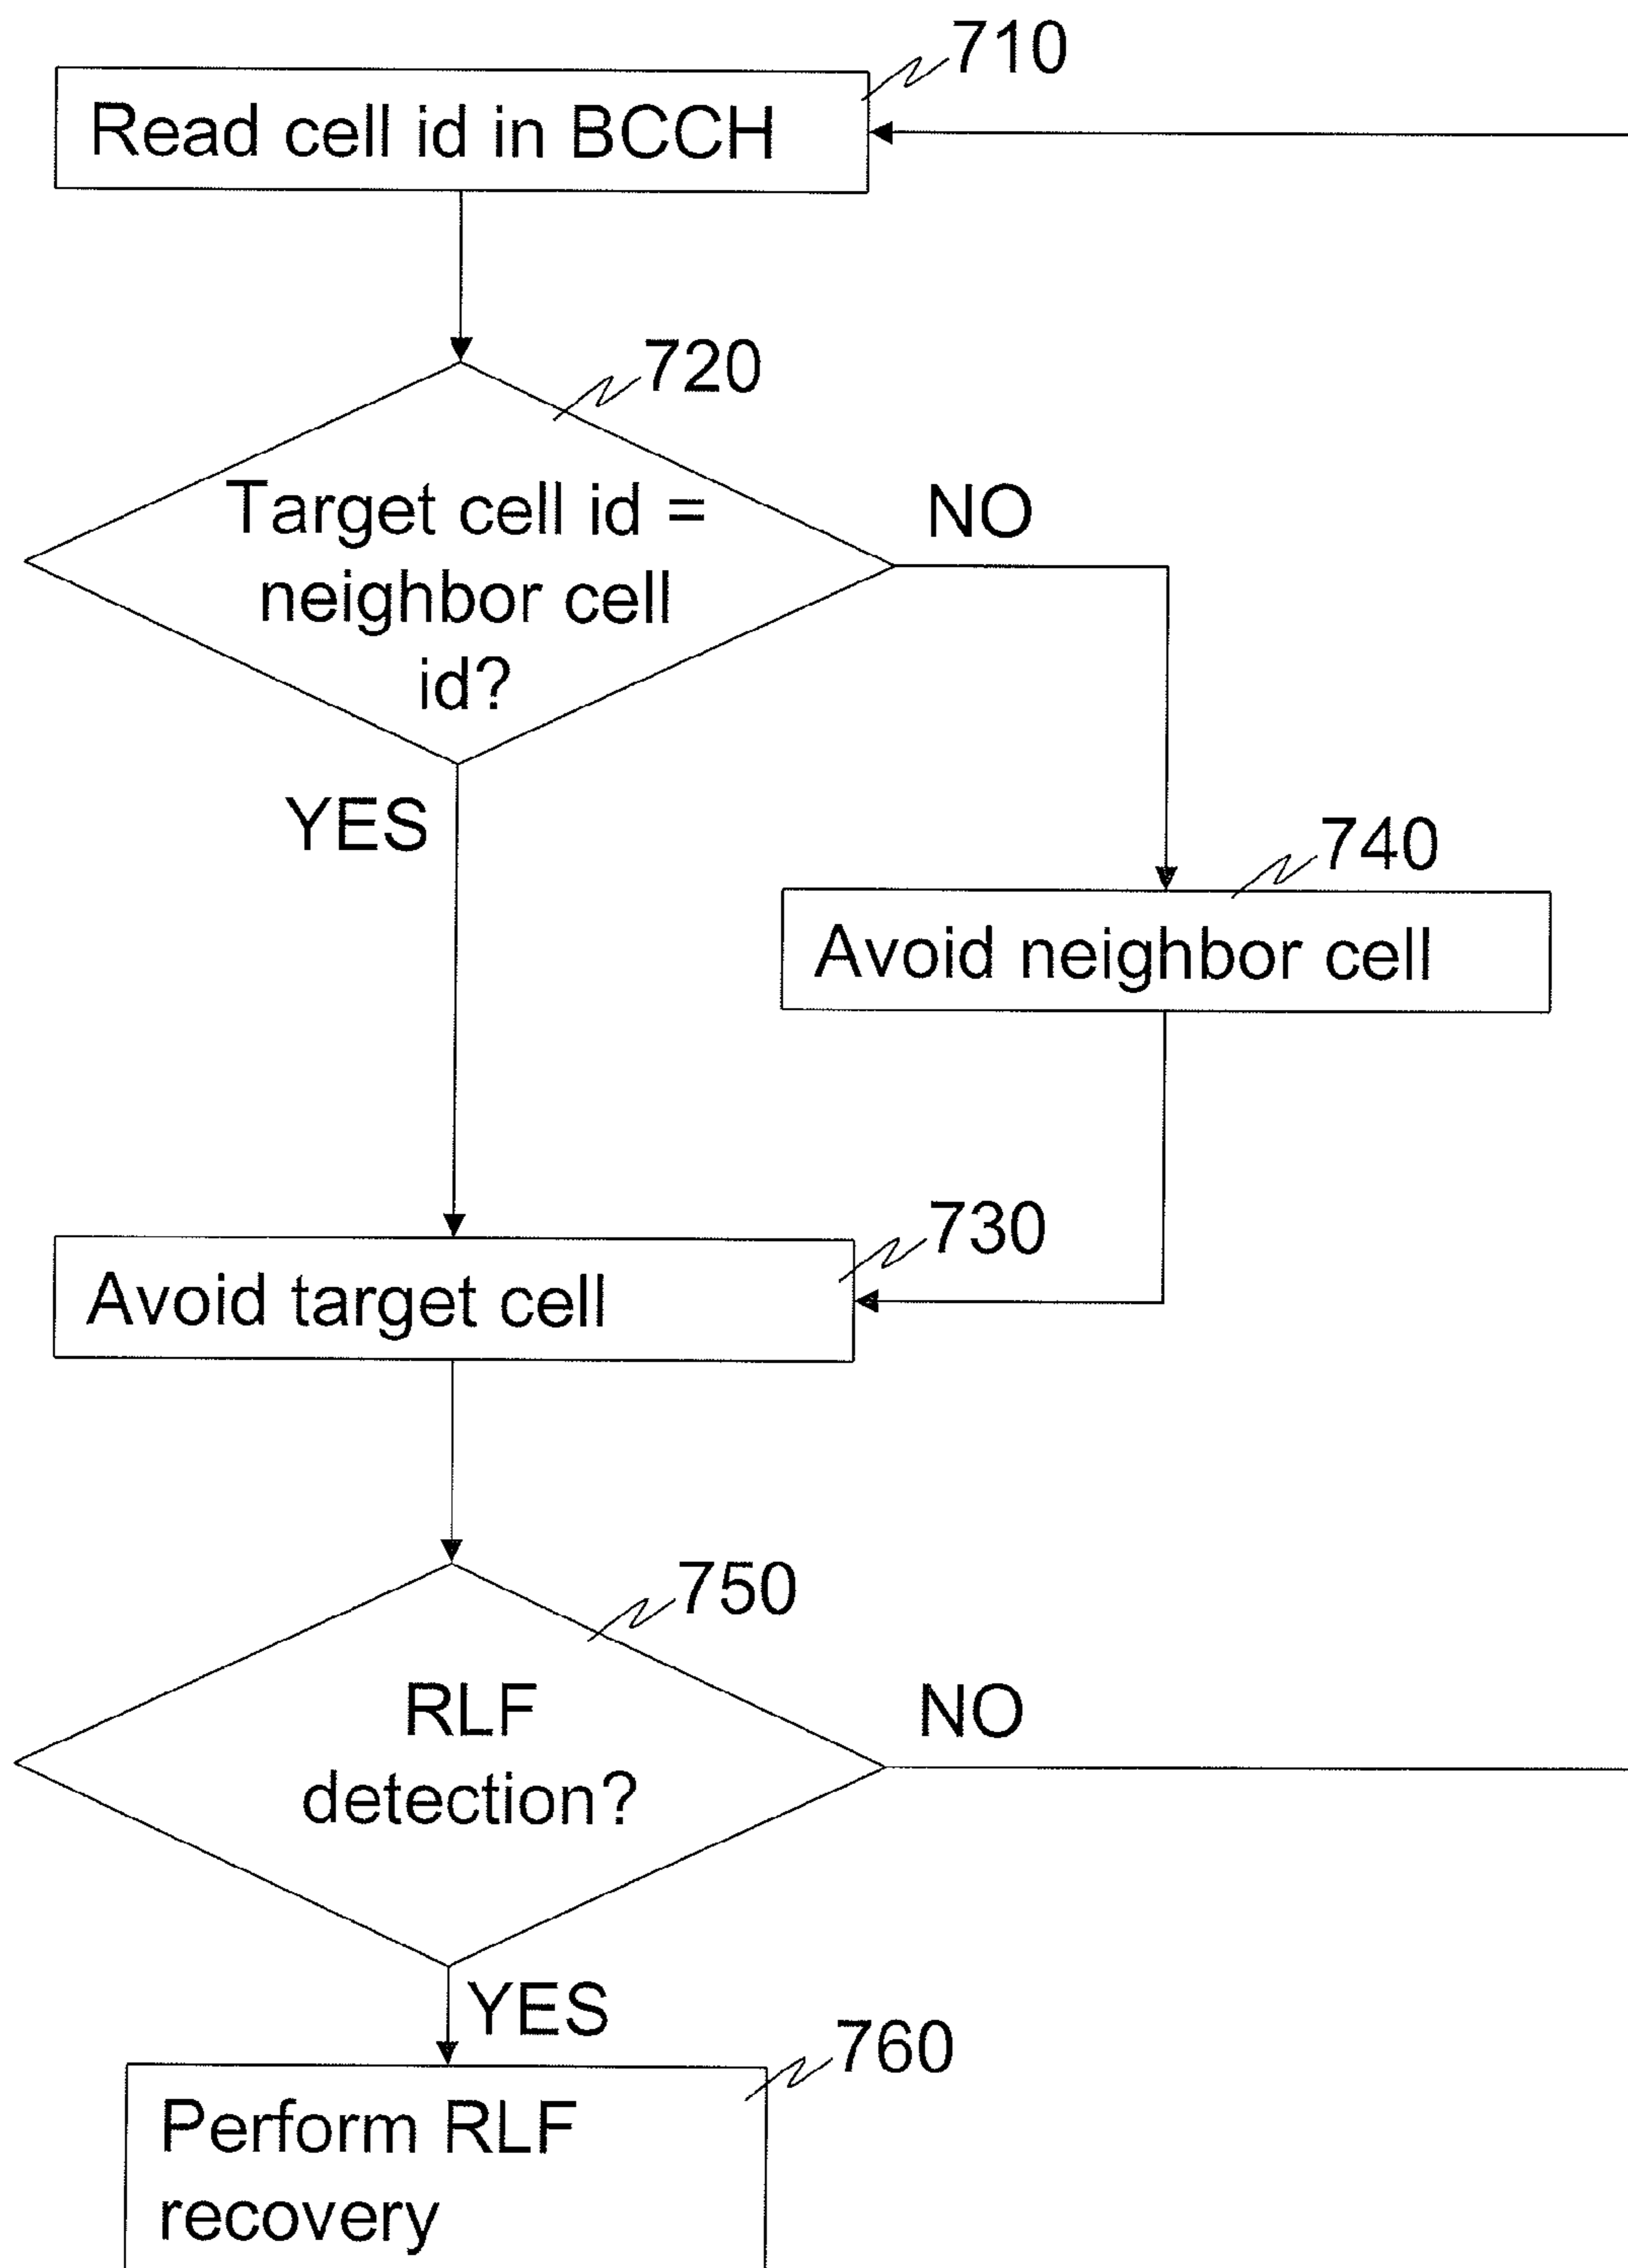 710
Read cell id in BCCH
720
Target cell id =
neighbor cell
id?
NO
YES
740
Avoid neighbor cell
730
Avoid target cell
750
RLF
detection?
NO
YES
760
Perform RLF
recovery